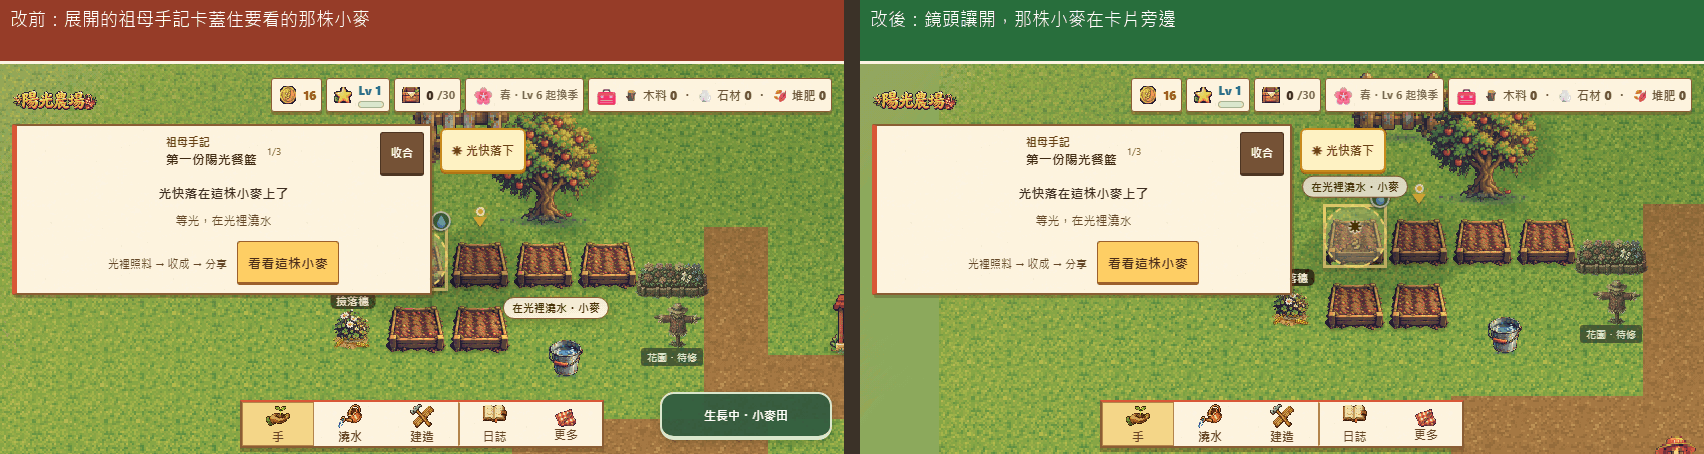 改前：展開的祖母手記卡蓋住要看的那株小麥
陽光農場
16
Lv 1
0 /30
春・Lv 6 起換季
木料 0 · 石材 0 · 堆肥 0
祖母手記
第一份陽光餐籃 1/3
收合
光快落下
光快落在這株小麥上了
等光，在光裡澆水
光裡照料 → 收成 → 分享
看看這株小麥
撿落穗
在光裡澆水・小麥
花圃・待修
生長中・小麥田
手
澆水
建造
日誌
更多
改後：鏡頭讓開，那株小麥在卡片旁邊
陽光農場
16
Lv 1
0 /30
春・Lv 6 起換季
木料 0 · 石材 0 · 堆肥 0
祖母手記
第一份陽光餐籃 1/3
收合
光快落下
在光裡澆水・小麥
光快落在這株小麥上了
等光，在光裡澆水
光裡照料 → 收成 → 分享
看看這株小麥
落穗
花圃・待修
手
澆水
建造
日誌
更多